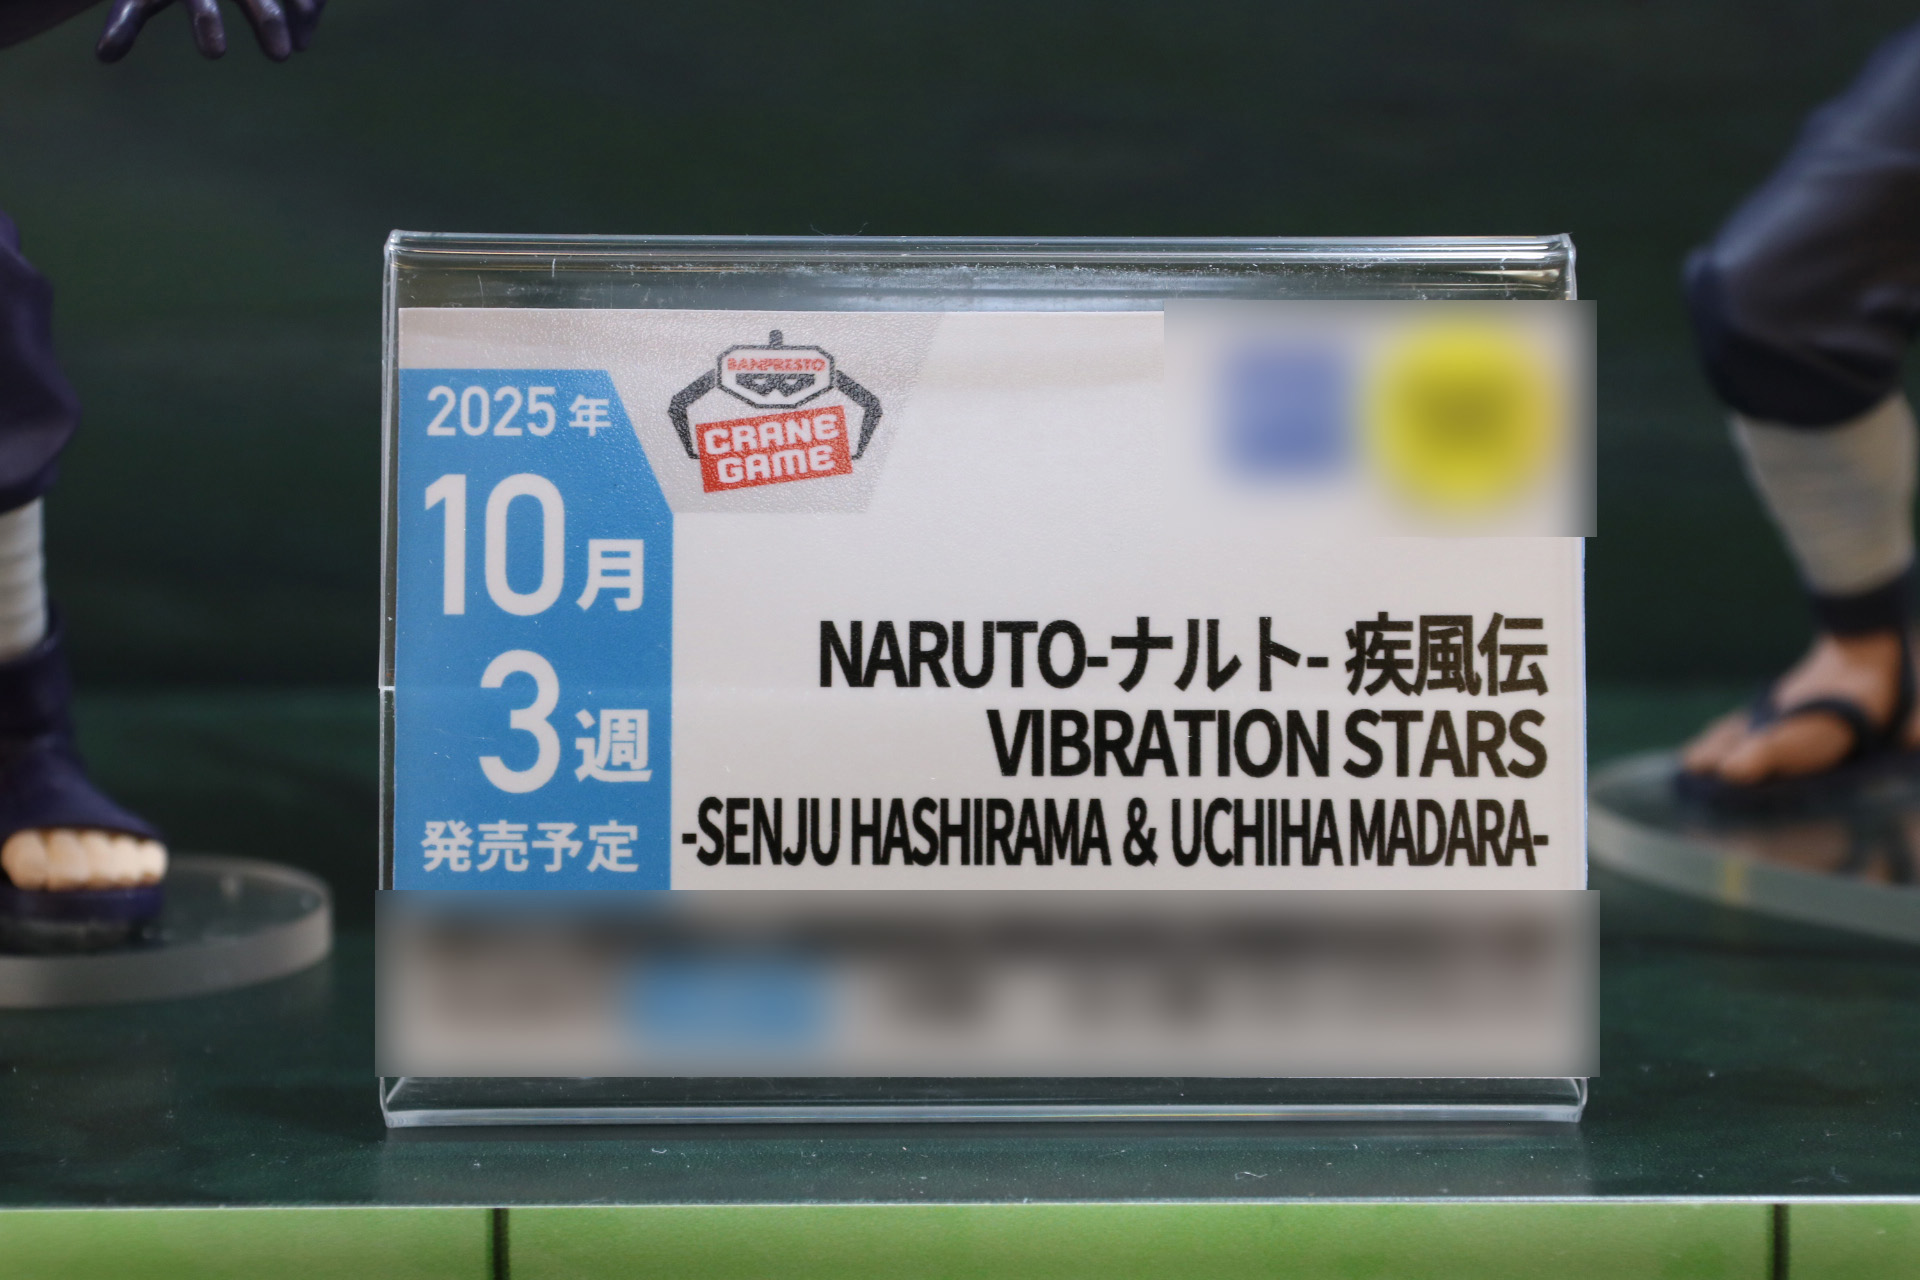 2025年
10月
3週
発売予定
BANPRESTO
CRANE
GAME
NARUTO-ナルト- 疾風伝
VIBRATION STARS
-SENJU HASHIRAMA & UCHIHA MADARA-